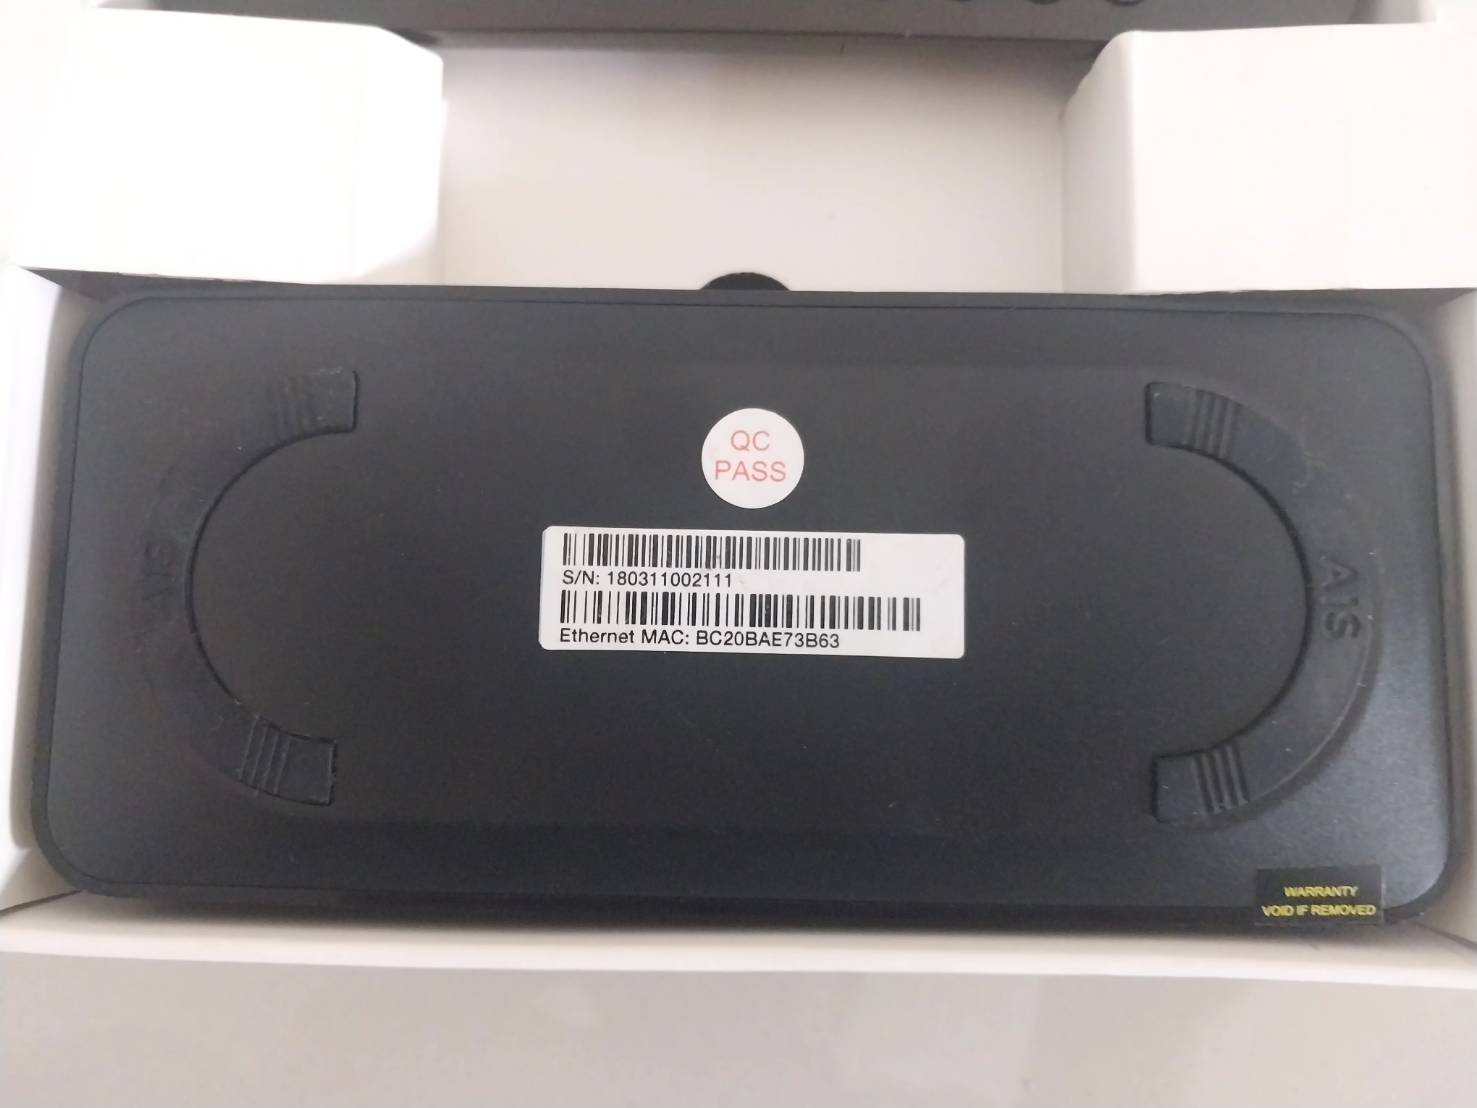 QC
PASS
S/N: 180311002111
Ethernet MAC: BC20BAE73B63
AIS
AIS
WARRANTY
VOID IF REMOVED